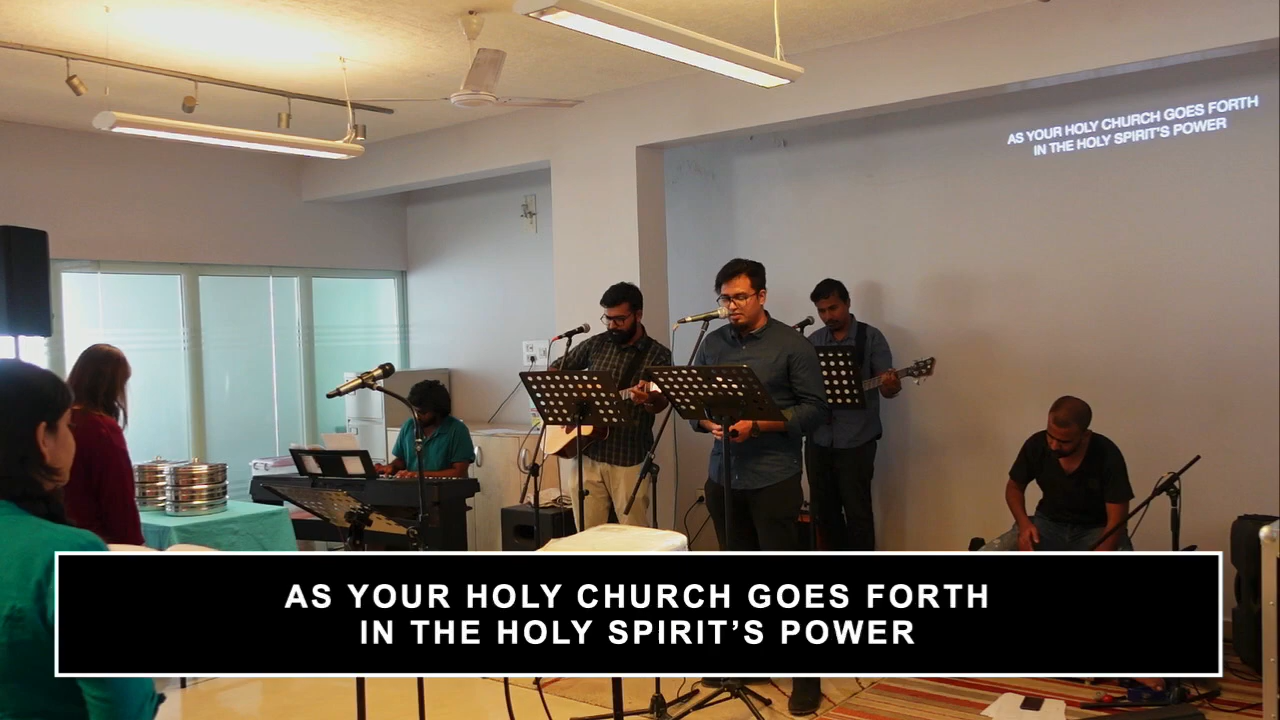 AS YOUR HOLY CHURCH GOES FORTH
IN THE HOLY SPIRIT'S POWER
AS YOUR HOLY CHURCH GOES FORTH
IN THE HOLY SPIRIT’S POWER